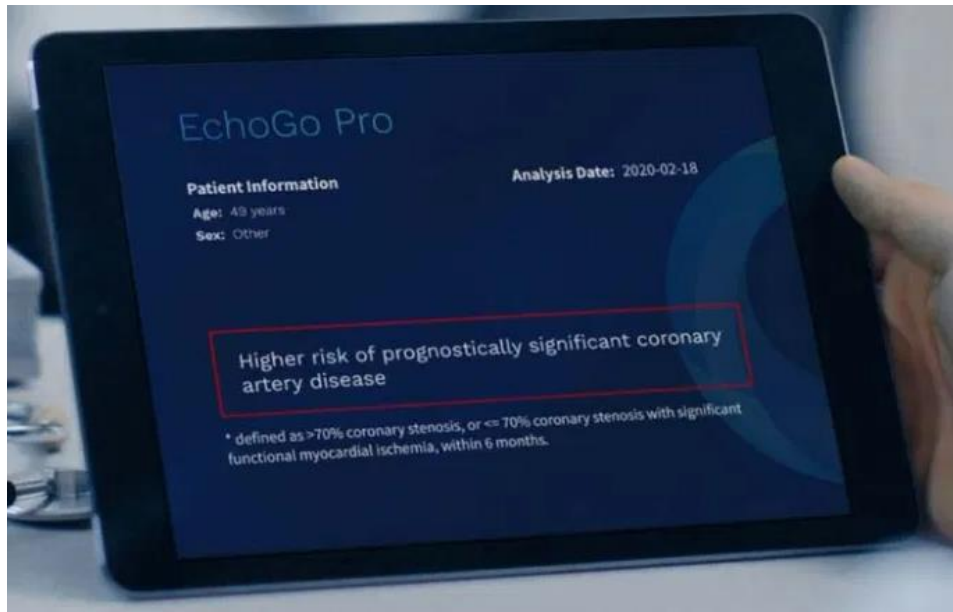 EchoGo Pro
Patient Information
Analysis Date: 2020-02-18
Age: 49 years
Sex: Other
Higher risk of prognostically significant coronary
artery disease
* defined as >70% coronary stenosis, or <= 70% coronary stenosis with significant
functional myocardial ischemia, within 6 months.